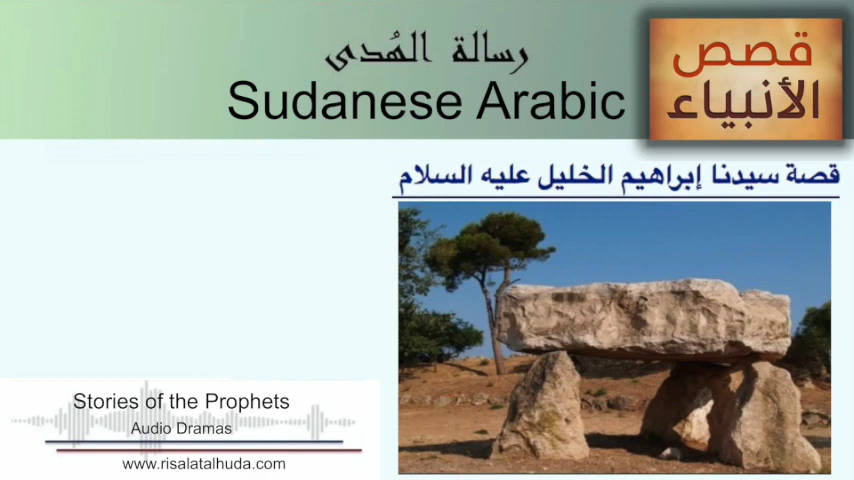 رسالة الهُدى
Sudanese Arabic
قصص
الأنبياء
قصة سيدنا إبراهيم الخليل عليه السلام
Stories of the Prophets
Audio Dramas
www.risalatalhuda.com